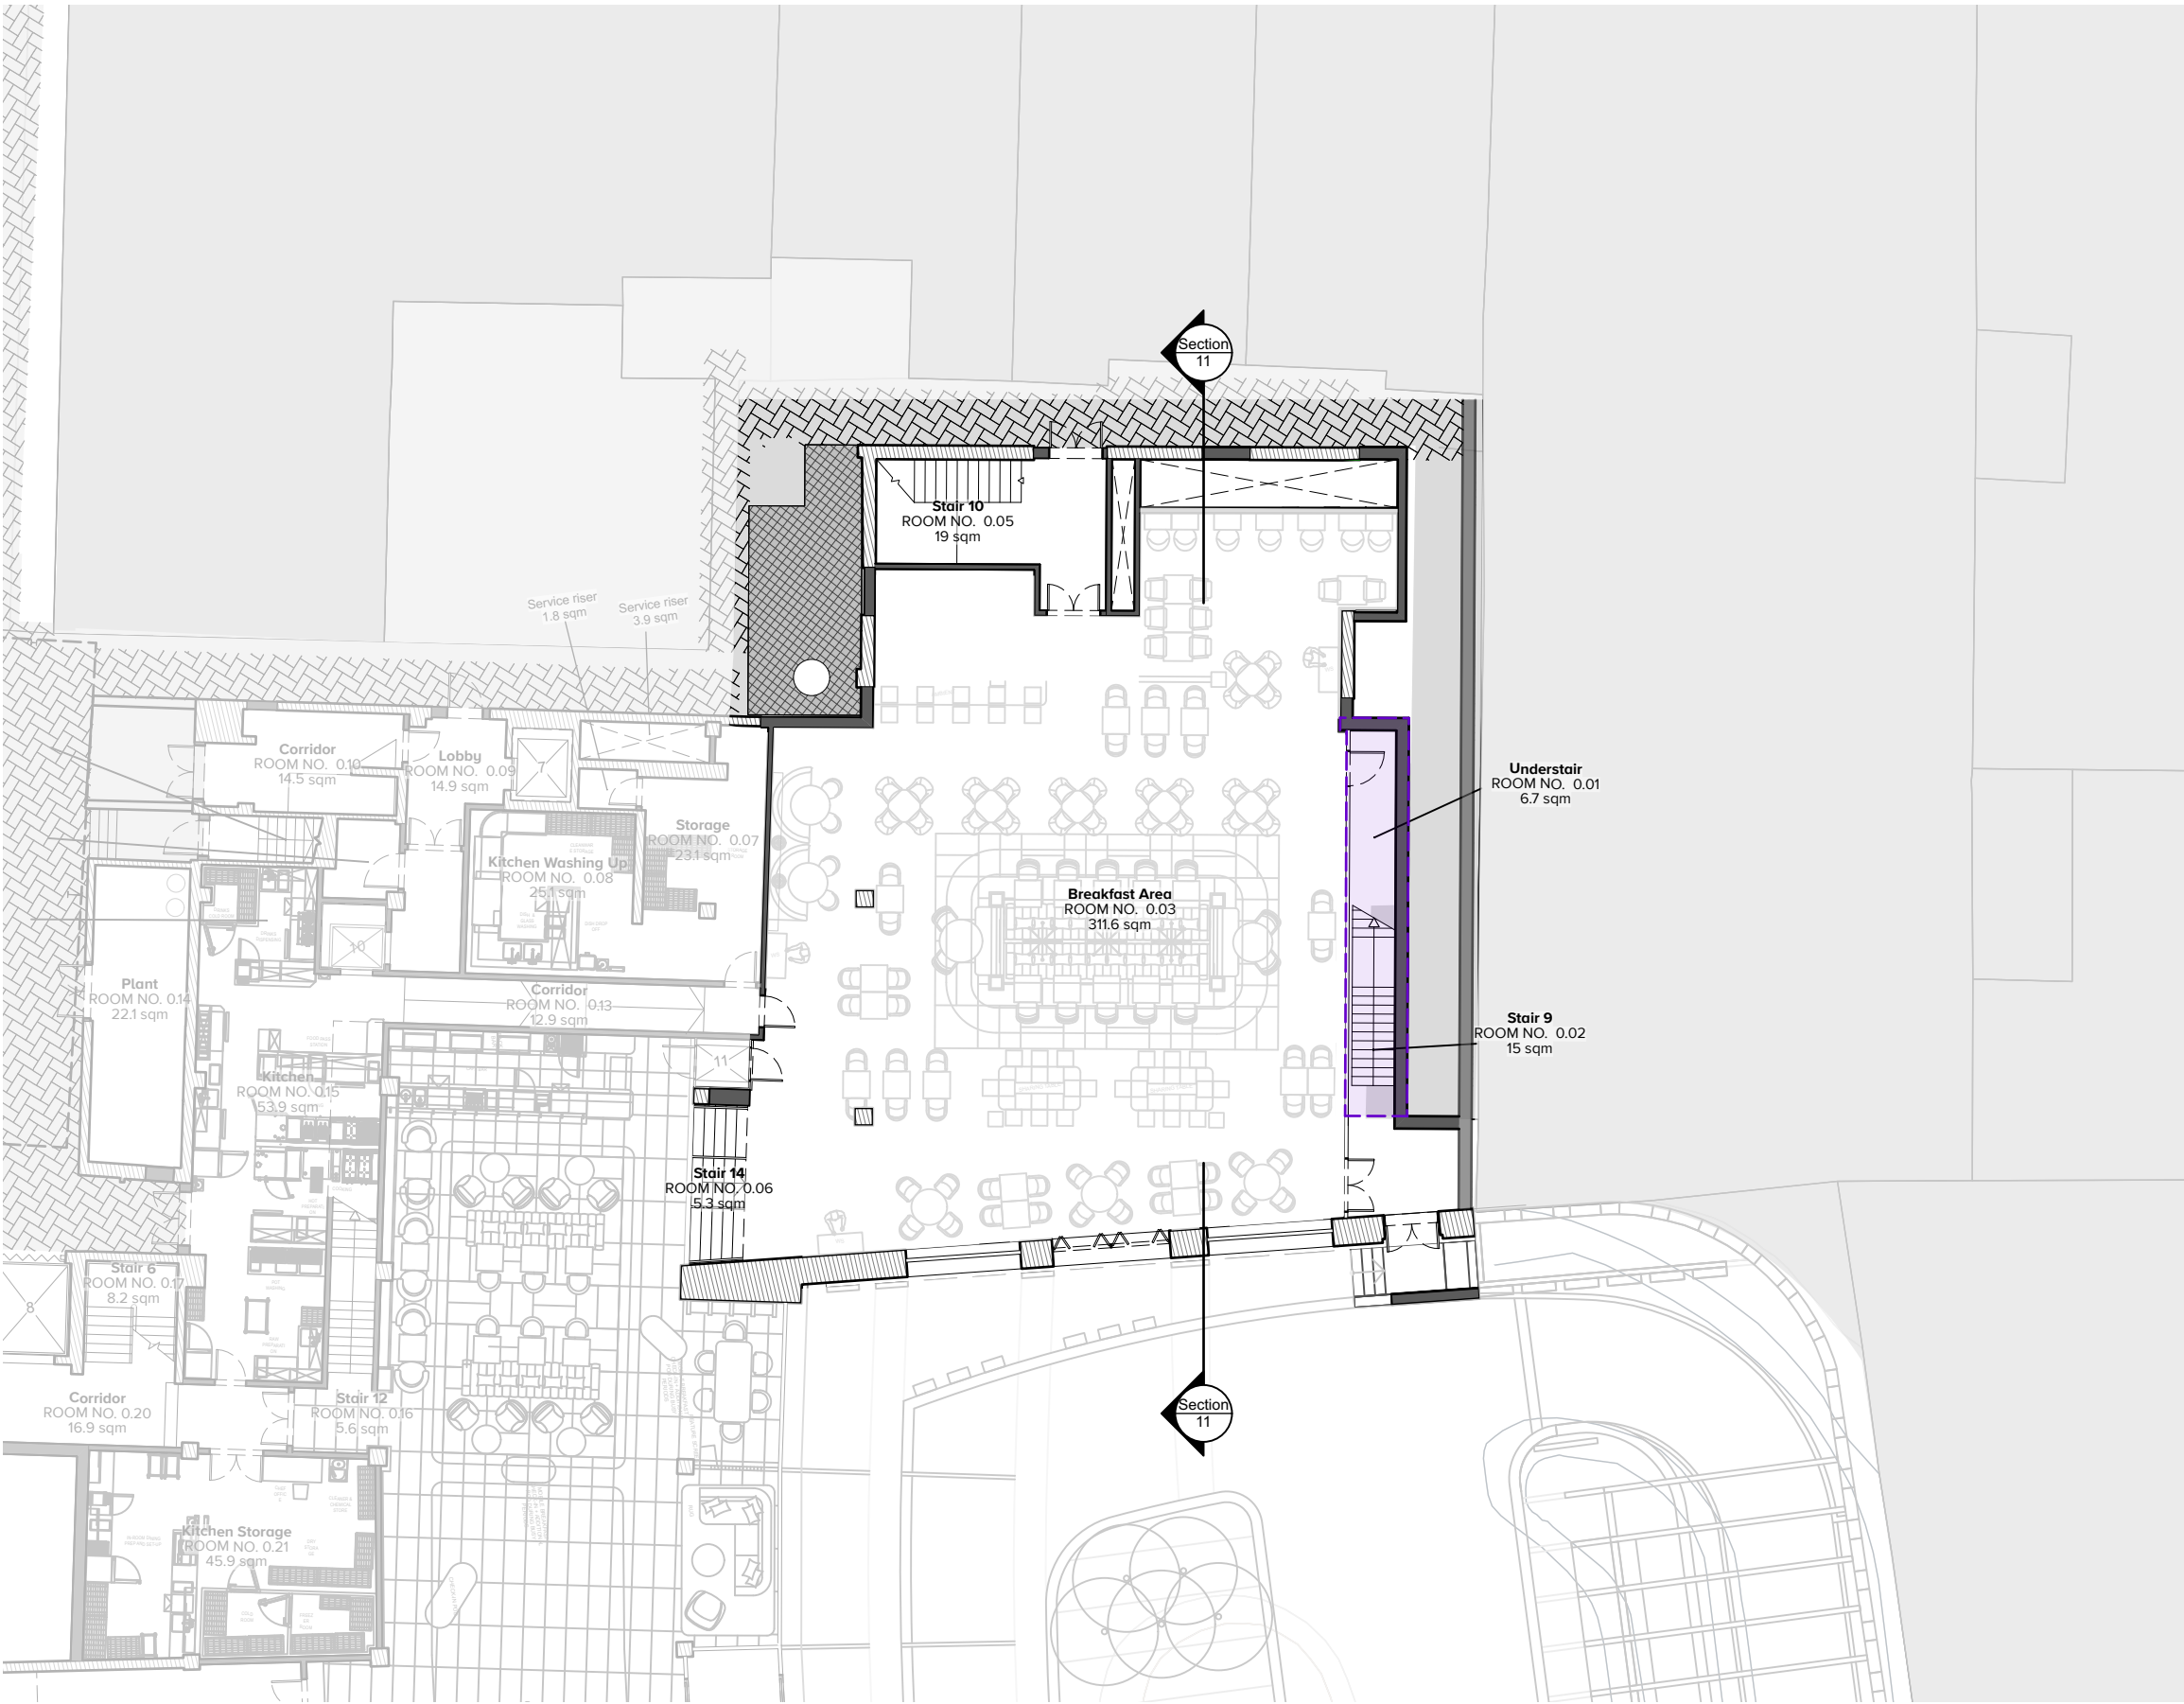 Section
11
Stair 10
ROOM NO. 0.05
19 sqm
Service riser
1.8 sqm
Service riser
3.9 sqm
Corridor
ROOM NO. 0.10
14.5 sqm
Lobby
ROOM NO. 0.09
14.9 sqm
7
Understair
ROOM NO. 0.01
6.7 sqm
Storage
ROOM NO. 0.07
23.1 sqm
Kitchen Washing Up
ROOM NO. 0.08
25.1 sqm
Breakfast Area
ROOM NO. 0.03
311.6 sqm
10
Plant
ROOM NO. 0.14
22.1 sqm
Corridor
ROOM NO. 0.13
12.9 sqm
Stair 9
ROOM NO. 0.02
15 sqm
11
Kitchen
ROOM NO. 0.15
53.9 sqm
Stair 14
ROOM NO. 0.06
5.3 sqm
Stair 6
ROOM NO. 0.17
8.2 sqm
8
Corridor
ROOM NO. 0.20
16.9 sqm
Stair 12
ROOM NO. 0.16
5.6 sqm
Section
11
Kitchen Storage
ROOM NO. 0.21
45.9 sqm